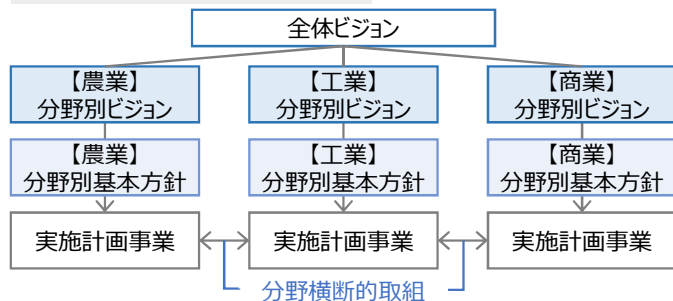 全体ビジョン
【農業】
分野別ビジョン
【工業】
分野別ビジョン
【商業】
分野別ビジョン
【農業】
分野別基本方針
【工業】
分野別基本方針
【商業】
分野別基本方針
実施計画事業
実施計画事業
実施計画事業
分野横断的取組